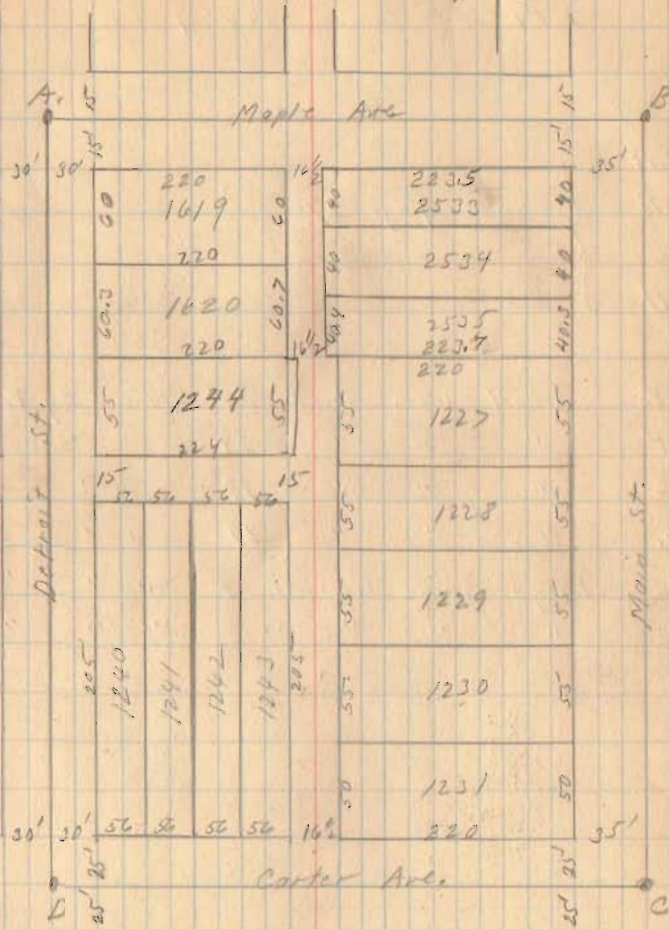 A. 15 15 B
Maple Ave
30' 30' 15' 16½ 15' 35'
220 223.5
60 1619 60 40 2533 40
220 40 2534 40
60.3 1620 60.7 40.4 2535 40.3
220 16½ 223.7
220
55 1244 55 55 1227 55
224
15 15
56 56 56 56
55 1228 55
Detroit St.
Main St.
55 1229 55
205 1240 1241 1242 1243 205
55 1230 55
50 1231 50
30' 30' 56 56 56 56 16½ 220 35'
25' 25'
Carter Ave.
25' 25' C